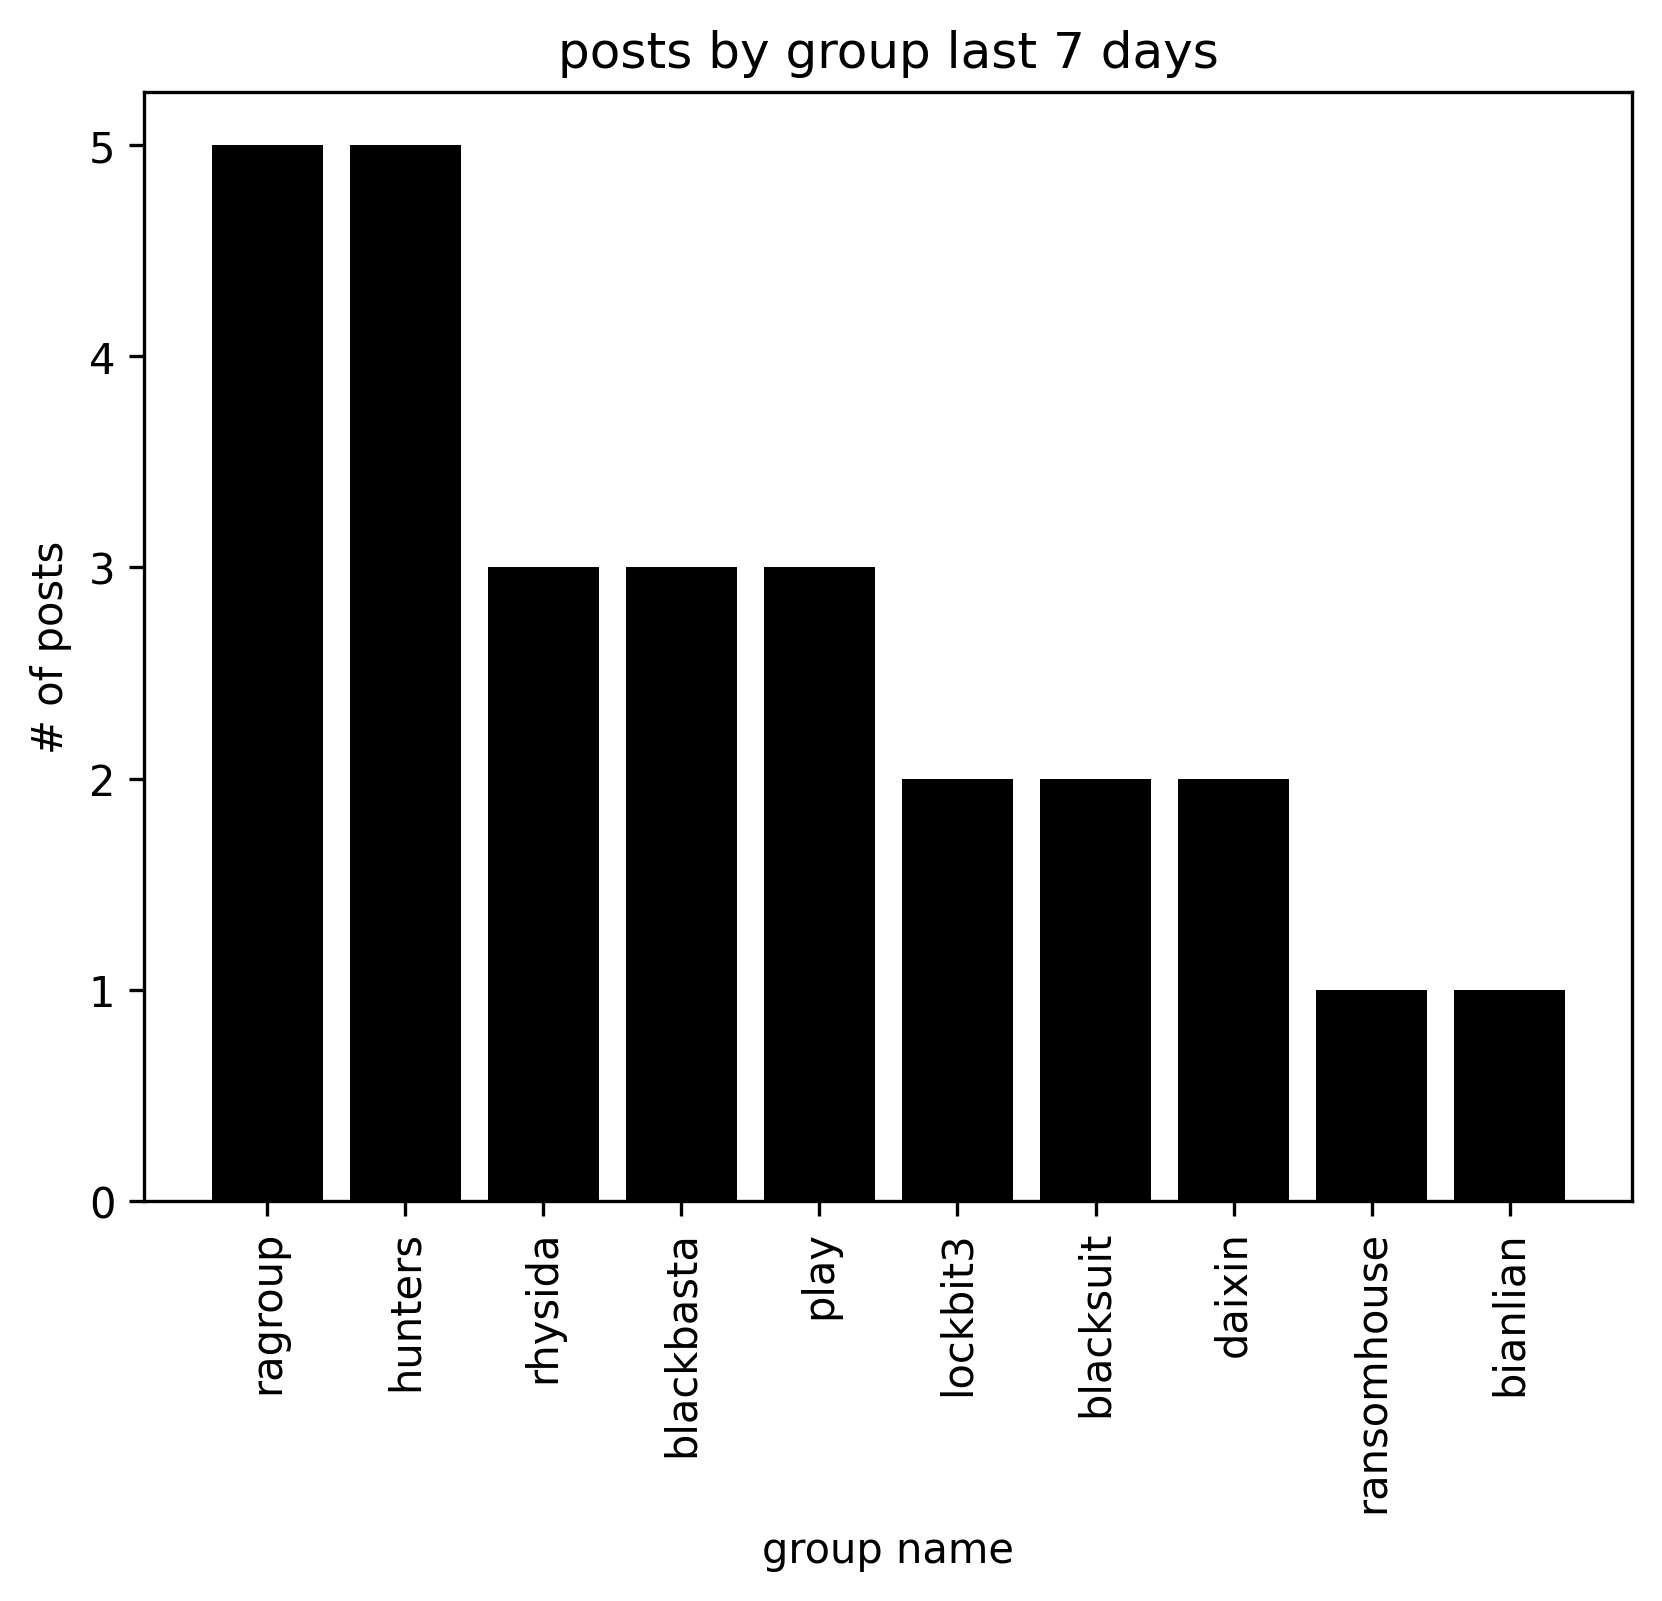 posts by group last 7 days
# of posts
5
4
3
2
1
0
ragroup
hunters
rhysida
blackbasta
play
lockbit3
blacksuit
daixin
ransomhouse
bianlian
group name